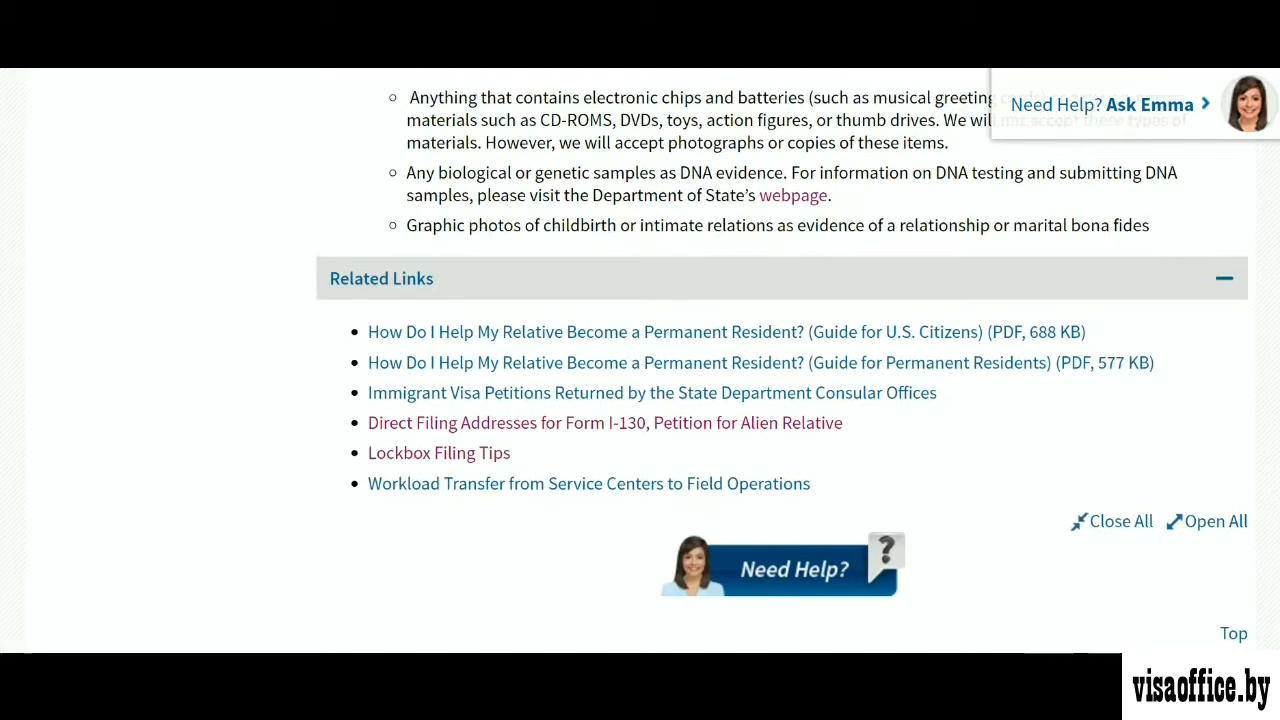 Anything that contains electronic chips and batteries (such as musical greeting
materials such as CD-ROMS, DVDs, toys, action figures, or thumb drives. We will not accept these types of
materials. However, we will accept photographs or copies of these items.
Need Help? Ask Emma
Any biological or genetic samples as DNA evidence. For information on DNA testing and submitting DNA
samples, please visit the Department of State’s webpage.
Graphic photos of childbirth or intimate relations as evidence of a relationship or marital bona fides
Related Links
How Do I Help My Relative Become a Permanent Resident? (Guide for U.S. Citizens) (PDF, 688 KB)
How Do I Help My Relative Become a Permanent Resident? (Guide for Permanent Residents) (PDF, 577 KB)
Immigrant Visa Petitions Returned by the State Department Consular Offices
Direct Filing Addresses for Form I-130, Petition for Alien Relative
Lockbox Filing Tips
Workload Transfer from Service Centers to Field Operations
Close All Open All
Need Help? ?
Top
visaoffice.by